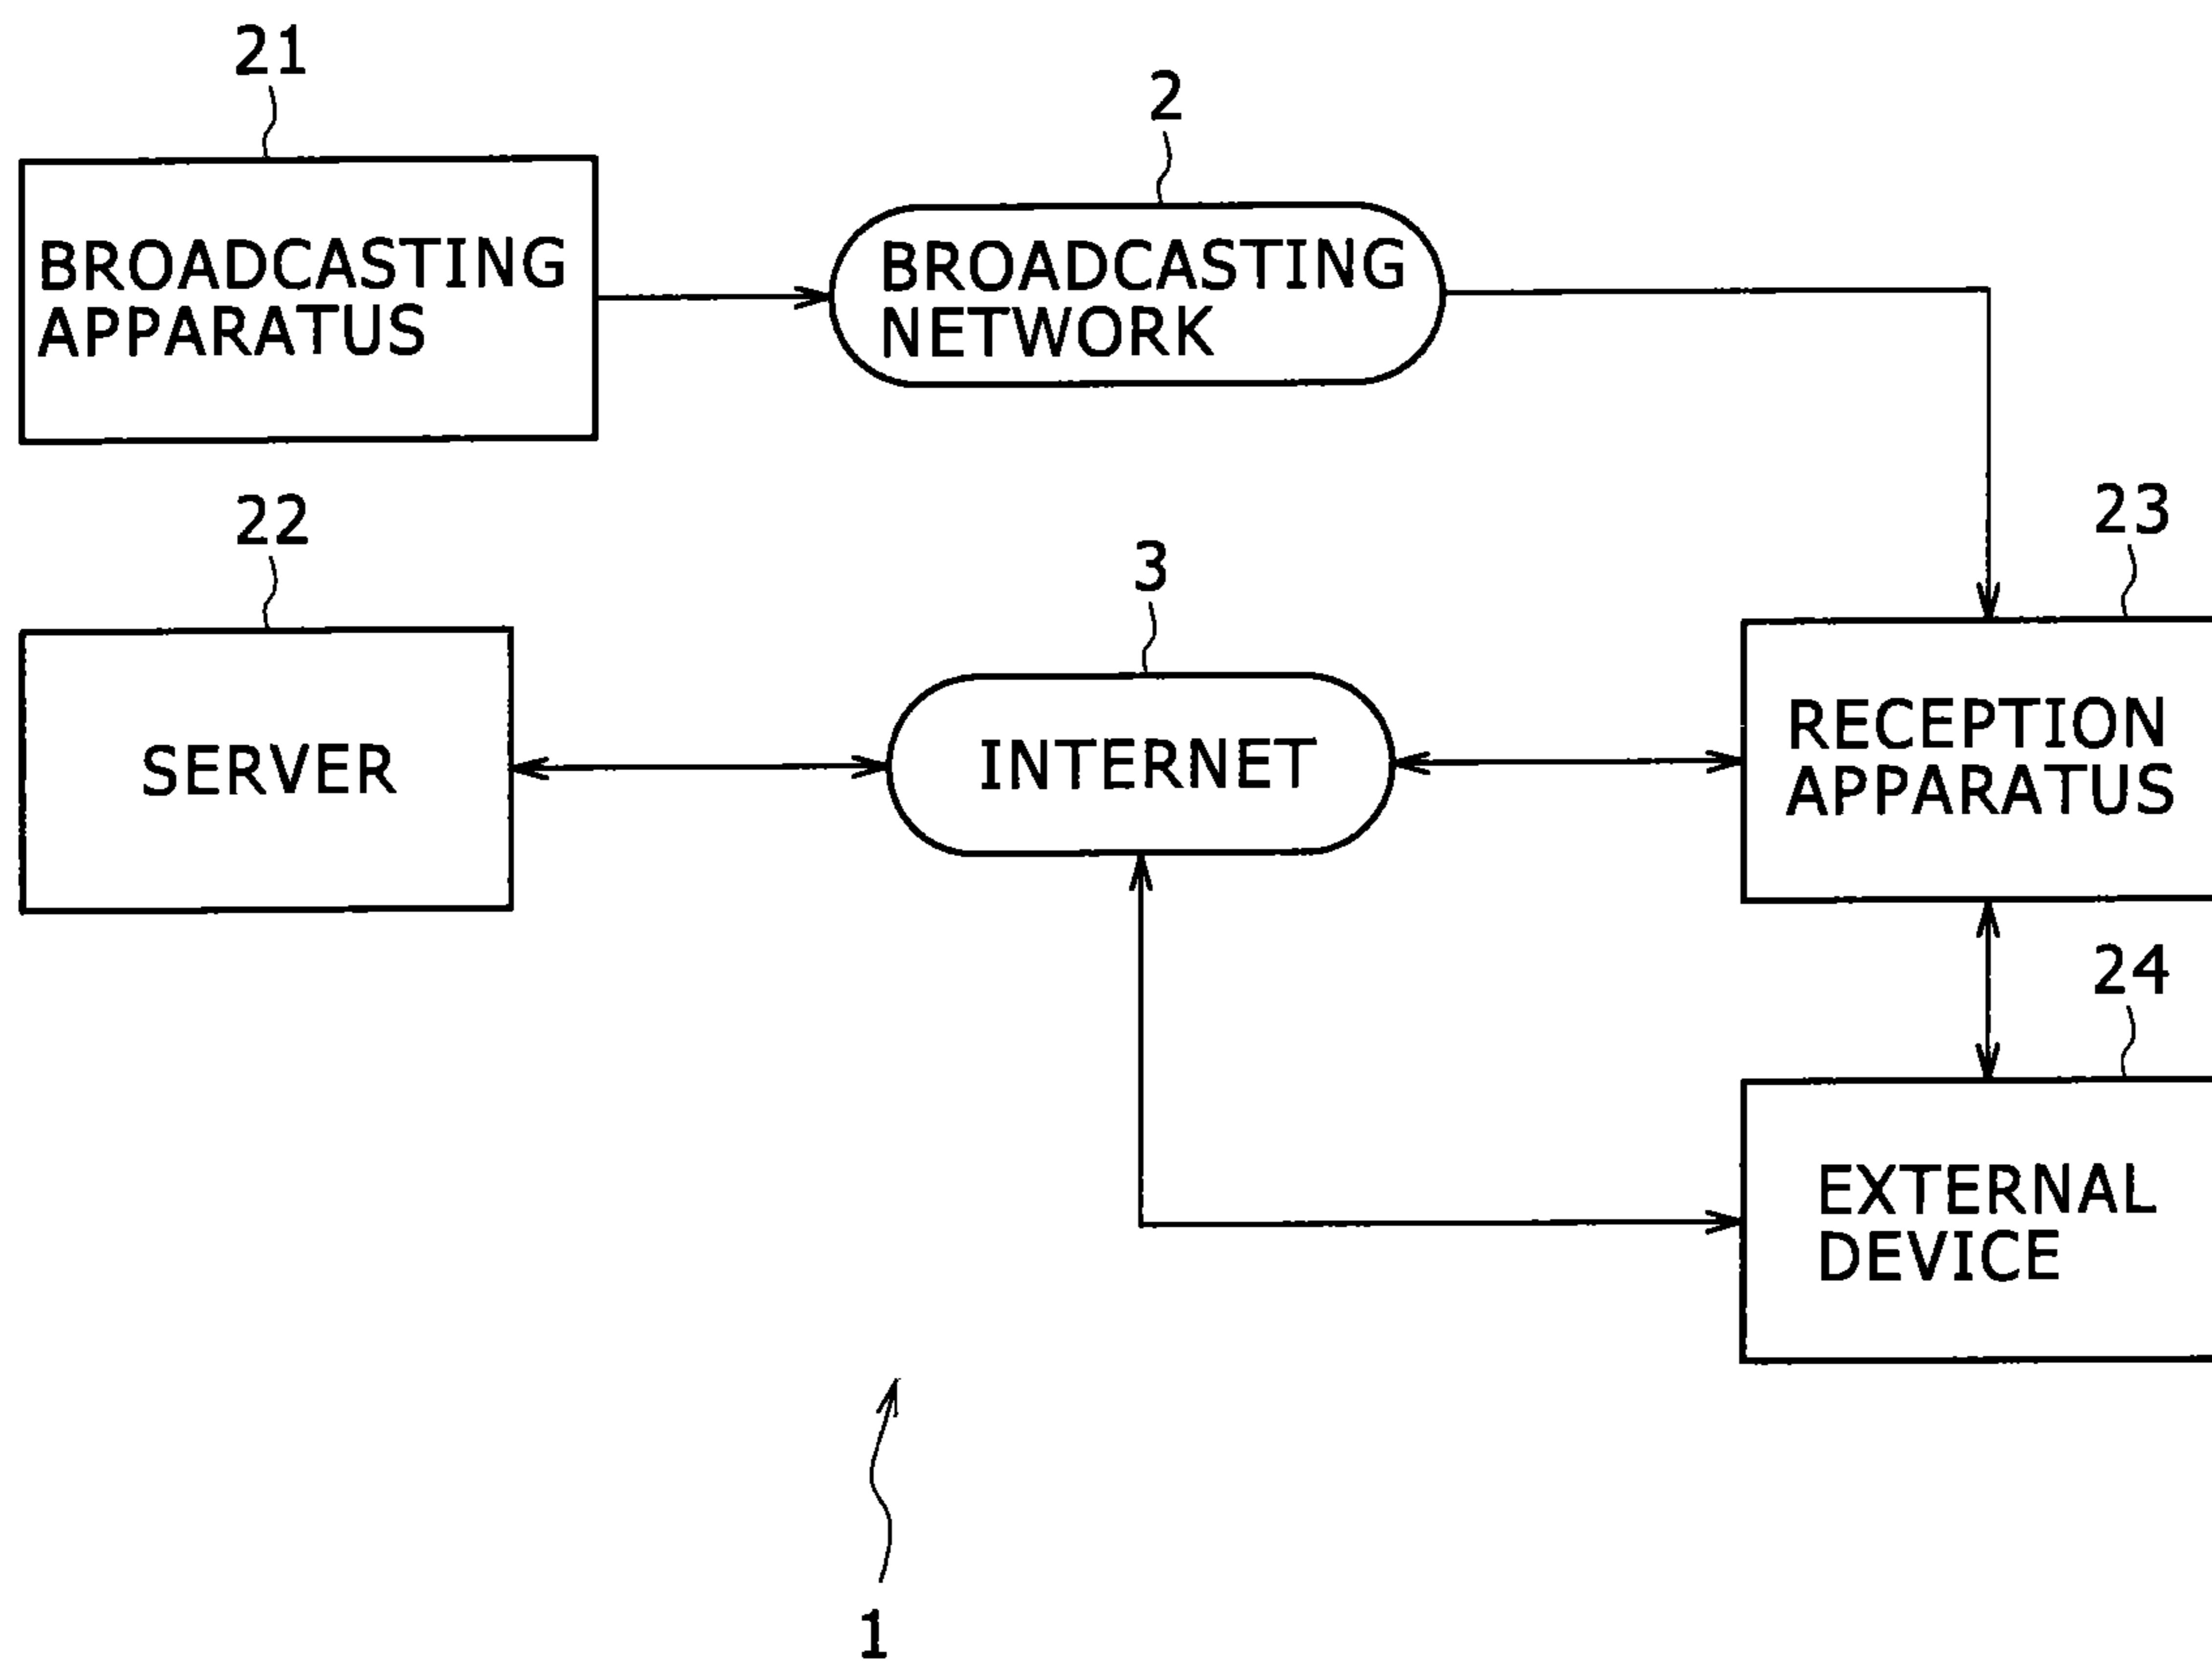 21
2
BROADCASTING
APPARATUS
BROADCASTING
NETWORK
22
3
23
SERVER
INTERNET
RECEPTION
APPARATUS
24
EXTERNAL
DEVICE
1